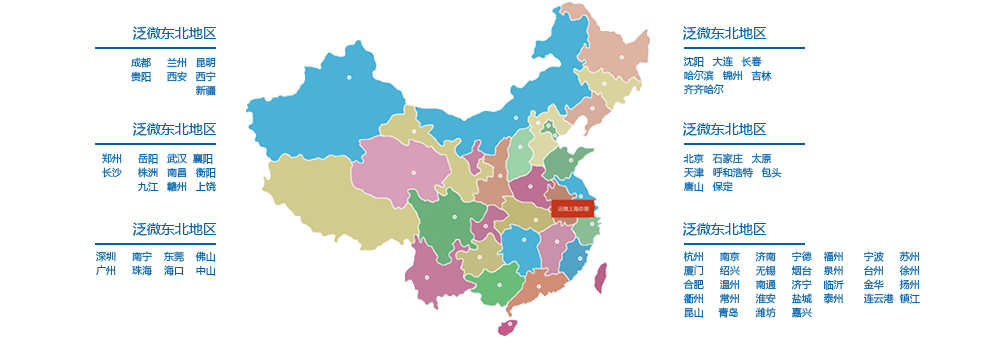 泛微东北地区
成都 兰州 昆明
贵阳 西安 西宁
新疆
泛微东北地区
郑州 岳阳 武汉 襄阳
长沙 株洲 南昌 衡阳
九江 赣州 上饶
泛微东北地区
深圳 南宁 东莞 佛山
广州 珠海 海口 中山
泛微上海总部
泛微东北地区
沈阳 大连 长春
哈尔滨 锦州 吉林
齐齐哈尔
泛微东北地区
北京 石家庄 太原
天津 呼和浩特 包头
唐山 保定
泛微东北地区
杭州 南京 济南 宁德 福州 宁波 苏州
厦门 绍兴 无锡 烟台 泉州 台州 徐州
合肥 温州 南通 济宁 临沂 金华 扬州
衢州 常州 淮安 盐城 泰州 连云港 镇江
昆山 青岛 潍坊 嘉兴